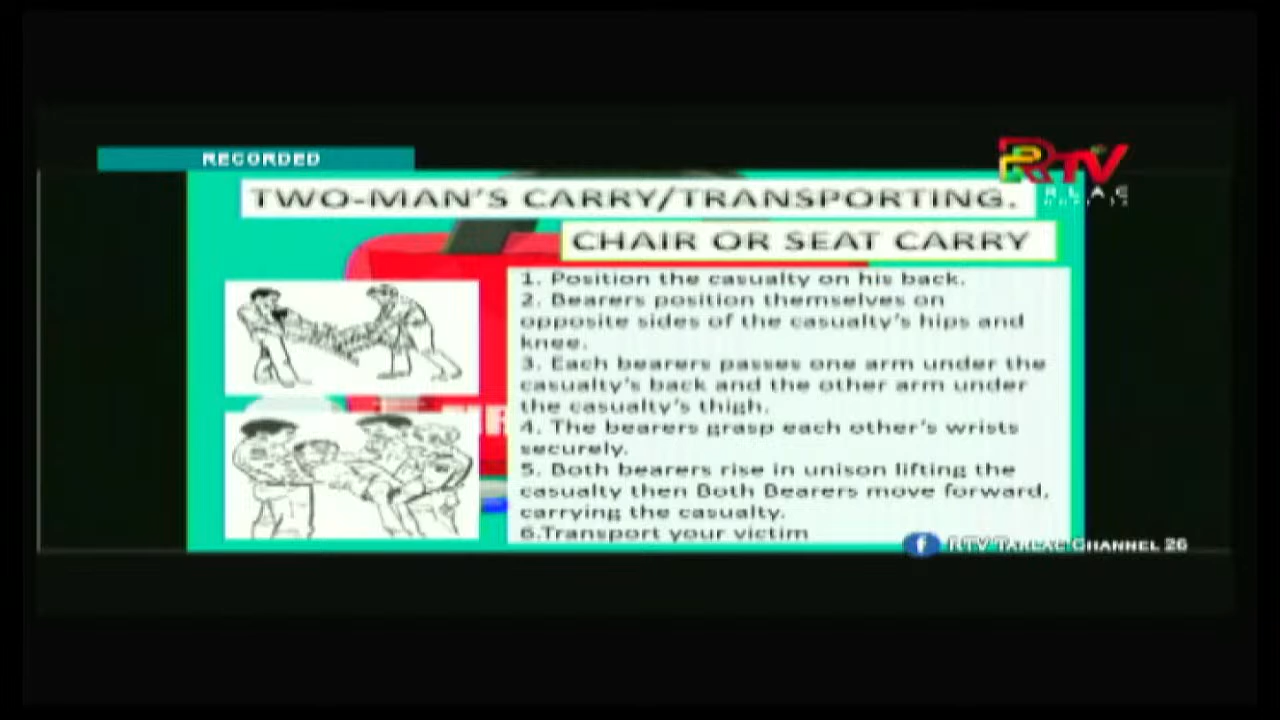 RECORDED
RTV
TWO-MAN'S CARRY/TRANSPORTING.
CHAIR OR SEAT CARRY
1. Position the casualty on his back.
2. Bearers position themselves on
opposite sides of the casualty's hips and
knee.
3. Each bearers passes one arm under the
casualty's back and the other arm under
the casualty's thigh.
4. The bearers grasp each other's wrists
securely.
5. Both bearers rise in unison lifting the
casualty then Both Bearers move forward,
carrying the casualty.
6.Transport your victim
RTV TARLAC CHANNEL 26